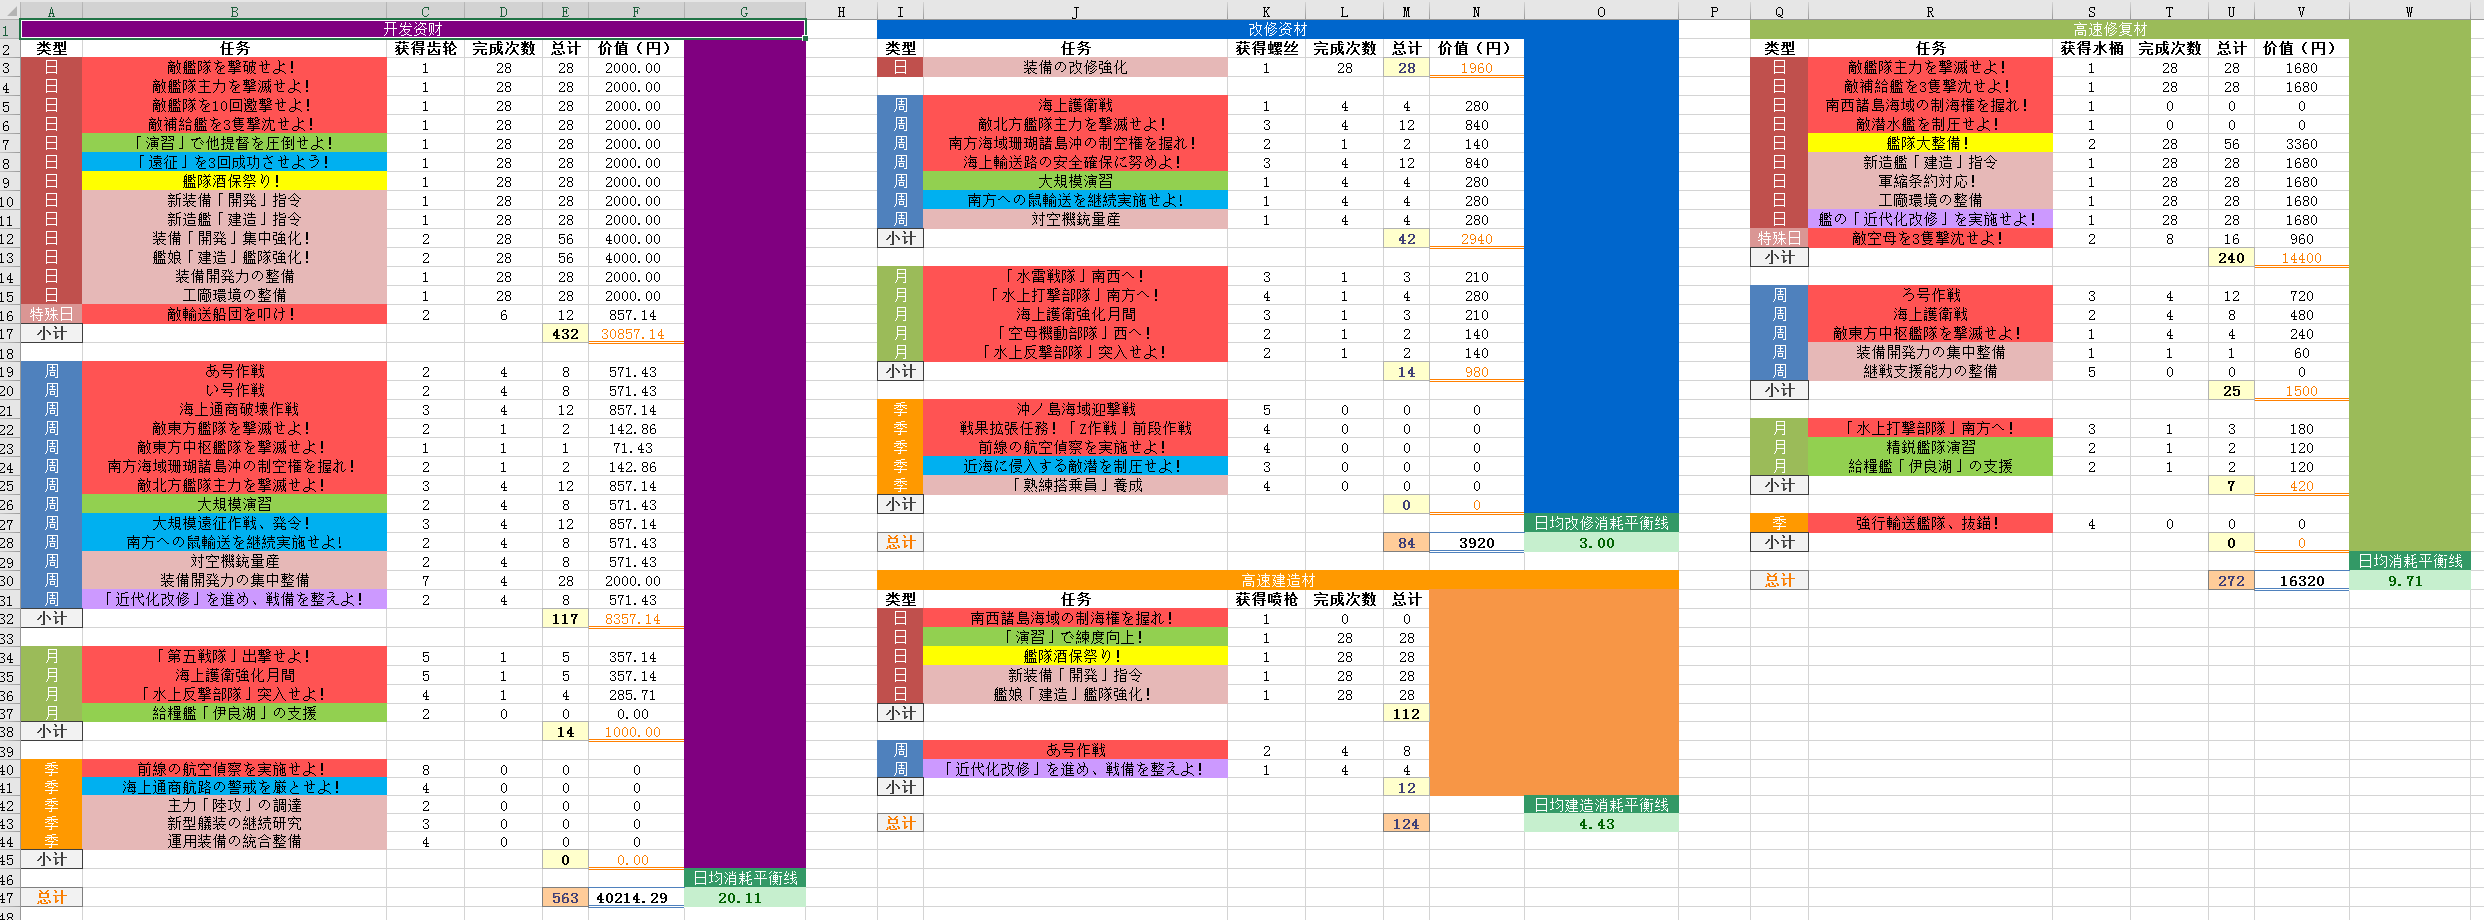 A B C D E F G H I J K L M N O P Q R S T U V W
1 开发资财 改修资材 高速修复材
2 类型 任务 获得齿轮 完成次数 总计 价值（円） 类型 任务 获得螺丝 完成次数 总计 价值（円） 类型 任务 获得水桶 完成次数 总计 价值（円）
3 日 敵艦隊を撃破せよ! 1 28 28 2000.00 日 装備の改修強化 1 28 28 1960 日 敵艦隊主力を撃滅せよ! 1 28 28 1680
4 日 敵艦隊主力を撃滅せよ! 1 28 28 2000.00 日 敵補給艦を3隻撃沈せよ! 1 28 28 1680
5 日 敵艦隊を10回邀撃せよ! 1 28 28 2000.00 周 海上護衛戦 1 4 4 280 日 南西諸島海域の制海権を握れ! 1 0 0 0
6 日 敵補給艦を3隻撃沈せよ! 1 28 28 2000.00 周 敵北方艦隊主力を撃滅せよ! 3 4 12 840 日 敵潜水艦を制圧せよ! 1 0 0 0
7 日 「演習」で他提督を圧倒せよ! 1 28 28 2000.00 周 南方海域珊瑚諸島沖の制空権を握れ! 2 1 2 140 日 艦隊大整備! 2 28 56 3360
8 日 「遠征」を3回成功させよう! 1 28 28 2000.00 周 海上輸送路の安全確保に努めよ! 3 4 12 840 日 新造艦「建造」指令 1 28 28 1680
9 日 艦隊酒保祭り! 1 28 28 2000.00 周 大規模演習 1 4 4 280 日 軍縮条約対応! 1 28 28 1680
10 日 新装備「開発」指令 1 28 28 2000.00 周 南方への鼠輸送を継続実施せよ! 1 4 4 280 日 工廠環境の整備 1 28 28 1680
11 日 新造艦「建造」指令 1 28 28 2000.00 周 対空機銃量産 1 4 4 280 日 艦の「近代化改修」を実施せよ! 1 28 28 1680
12 日 装備「開発」集中強化! 2 28 56 4000.00 小计 42 2940 特殊日 敵空母を3隻撃沈せよ! 2 8 16 960
13 日 艦娘「建造」艦隊強化! 2 28 56 4000.00 小计 240 14400
14 日 装備開発力の整備 1 28 28 2000.00 月 「水雷戦隊」南西へ! 3 1 3 210
15 日 工廠環境の整備 1 28 28 2000.00 月 「水上打撃部隊」南方へ! 4 1 4 280 周 ろ号作戦 3 4 12 720
16 特殊日 敵輸送船団を叩け! 2 6 12 857.14 月 海上護衛強化月間 3 1 3 210 周 海上護衛戦 2 4 8 480
17 小计 432 30857.14 月 「空母機動部隊」西へ! 2 1 2 140 周 敵東方中枢艦隊を撃滅せよ! 1 4 4 240
18 月 「水上反撃部隊」突入せよ! 2 1 2 140 周 装備開発力の集中整備 1 1 1 60
19 周 あ号作戦 2 4 8 571.43 小计 14 980 周 継戦支援能力の整備 5 0 0 0
20 周 い号作戦 2 4 8 571.43 小计 25 1500
21 周 海上通商破壊作戦 3 4 12 857.14 季 沖ノ島海域迎撃戦 5 0 0 0
22 周 敵東方艦隊を撃滅せよ! 2 1 2 142.86 季 戦果拡張任務! 「Z作戦」前段作戦 4 0 0 0 月 「水上打撃部隊」南方へ! 3 1 3 180
23 周 敵東方中枢艦隊を撃滅せよ! 1 1 1 71.43 季 前線の航空偵察を実施せよ! 4 0 0 0 月 精鋭艦隊演習 2 1 2 120
24 周 南方海域珊瑚諸島沖の制空権を握れ! 2 1 2 142.86 季 近海に侵入する敵潜を制圧せよ! 3 0 0 0 月 給糧艦「伊良湖」の支援 2 1 2 120
25 周 敵北方艦隊主力を撃滅せよ! 3 4 12 857.14 季 「熟練搭乗員」養成 4 0 0 0 小计 7 420
26 周 大規模演習 2 4 8 571.43 小计 0 0
27 周 大規模遠征作戦、発令! 3 4 12 857.14 日均改修消耗平衡线 季 強行輸送艦隊、抜錨! 4 0 0 0
28 周 南方への鼠輸送を継続実施せよ! 2 4 8 571.43 总计 84 3920 3.00 小计 0 0
29 周 対空機銃量産 2 4 8 571.43 日均消耗平衡线
30 周 装備開発力の集中整備 7 4 28 2000.00 高速建造材 总计 272 16320 9.71
31 周 「近代化改修」を進め、戦備を整えよ! 2 4 8 571.43 类型 任务 获得喷枪 完成次数 总计
32 小计 117 8357.14 日 南西諸島海域の制海権を握れ! 1 0 0
33 日 「演習」で練度向上! 1 28 28
34 月 「第五戦隊」出撃せよ! 5 1 5 357.14 日 艦隊酒保祭り! 1 28 28
35 月 海上護衛強化月間 5 1 5 357.14 日 新装備「開発」指令 1 28 28
36 月 「水上反撃部隊」突入せよ! 4 1 4 285.71 日 艦娘「建造」艦隊強化! 1 28 28
37 月 給糧艦「伊良湖」の支援 2 0 0 0.00 小计 112
38 小计 14 1000.00
39 周 あ号作戦 2 4 8
40 季 前線の航空偵察を実施せよ! 8 0 0 0 周 「近代化改修」を進め、戦備を整えよ! 1 4 4
41 季 海上通商航路の警戒を厳とせよ! 4 0 0 0 小计 12
42 季 主力「陸攻」の調達 2 0 0 0 日均建造消耗平衡线
43 季 新型艤装の継続研究 3 0 0 0 总计 124 4.43
44 季 運用装備の統合整備 4 0 0 0
45 小计 0 0.00
46 日均消耗平衡线
47 总计 563 40214.29 20.11
48